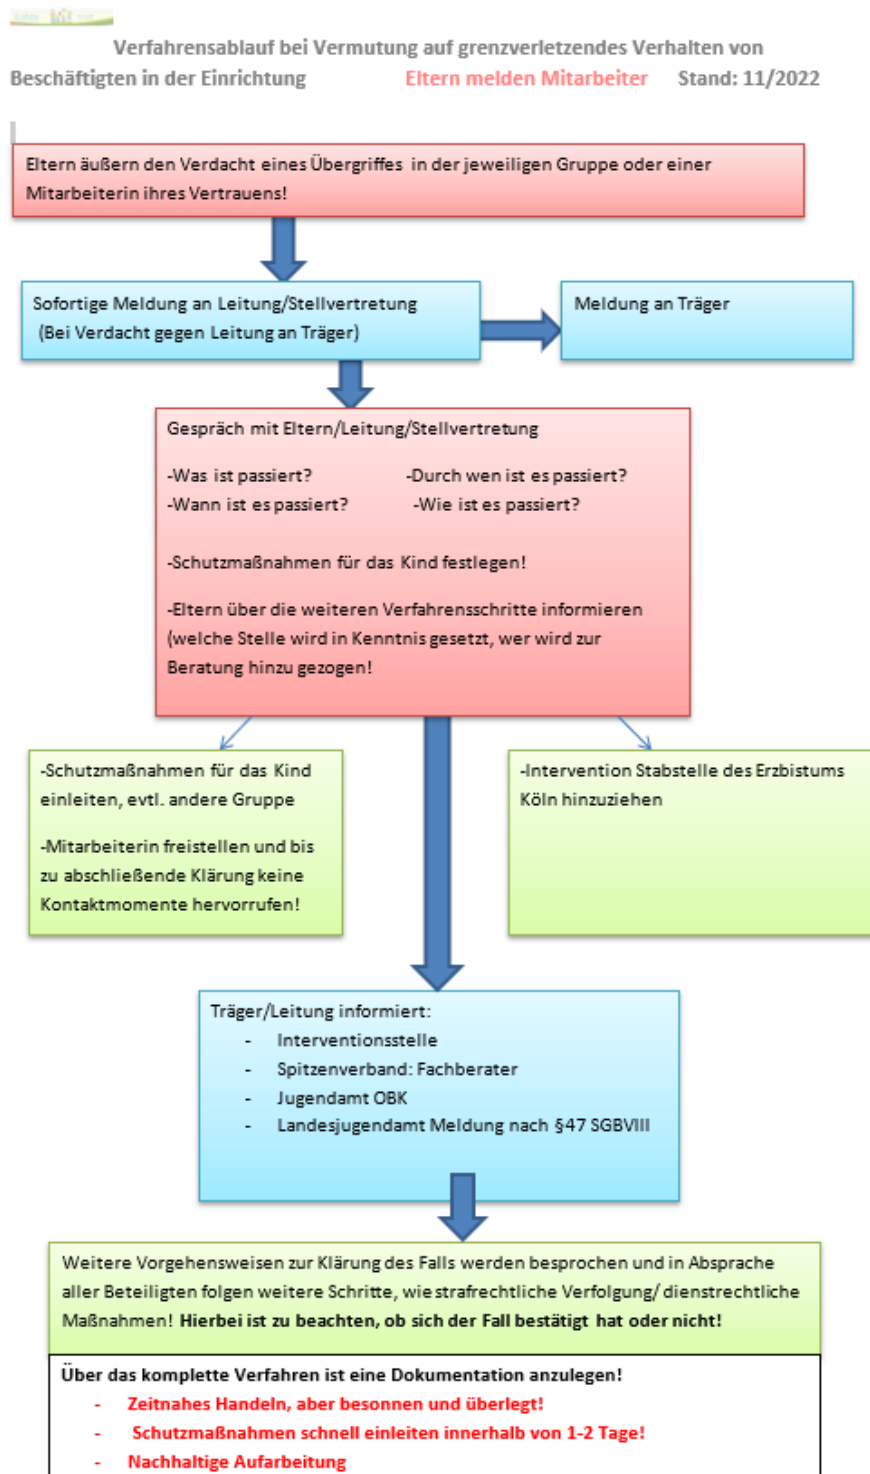 Verfahrensablauf bei Vermutung auf grenzverletzendes Verhalten von
Beschäftigten in der Einrichtung Eltern melden Mitarbeiter Stand: 11/2022
Eltern äußern den Verdacht eines Übergriffes in der jeweiligen Gruppe oder einer
Mitarbeiterin ihres Vertrauens!
Sofortige Meldung an Leitung/Stellvertretung
(Bei Verdacht gegen Leitung an Träger)
Meldung an Träger
Gespräch mit Eltern/Leitung/Stellvertretung
-Was ist passiert? -Durch wen ist es passiert?
-Wann ist es passiert? -Wie ist es passiert?
-Schutzmaßnahmen für das Kind festlegen!
-Eltern über die weiteren Verfahrensschritte informieren
(welche Stelle wird in Kenntnis gesetzt, wer wird zur
Beratung hinzu gezogen!
-Schutzmaßnahmen für das Kind
einleiten, evtl. andere Gruppe
-Mitarbeiterin freistellen und bis
zu abschließende Klärung keine
Kontaktmomente hervorrufen!
-Intervention Stabstelle des Erzbistums
Köln hinzuziehen
Träger/Leitung informiert:
- Interventionsstelle
- Spitzenverband: Fachberater
- Jugendamt OBK
- Landesjugendamt Meldung nach §47 SGBVIII
Weitere Vorgehensweisen zur Klärung des Falls werden besprochen und in Absprache
aller Beteiligten folgen weitere Schritte, wie strafrechtliche Verfolgung/ dienstrechtliche
Maßnahmen! Hierbei ist zu beachten, ob sich der Fall bestätigt hat oder nicht!
Über das komplette Verfahren ist eine Dokumentation anzulegen!
- Zeitnahes Handeln, aber besonnen und überlegt!
- Schutzmaßnahmen schnell einleiten innerhalb von 1-2 Tage!
- Nachhaltige Aufarbeitung